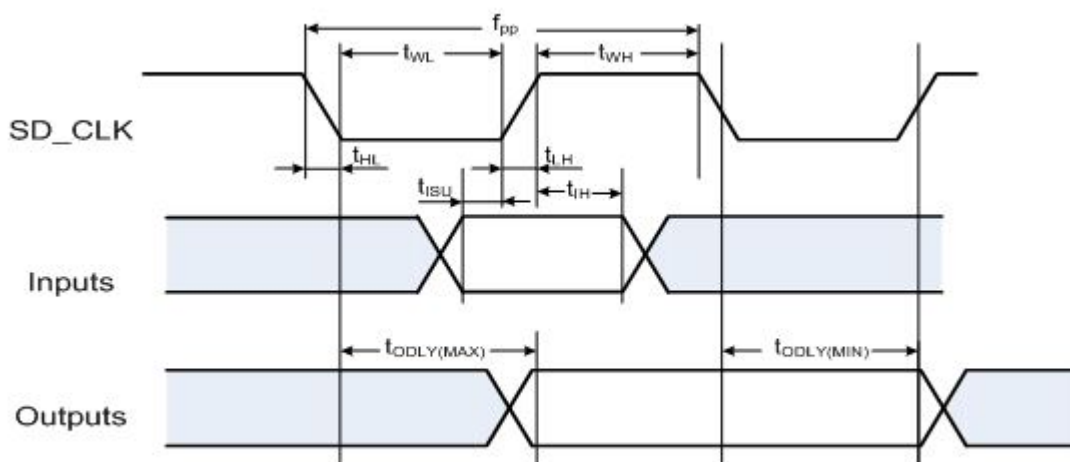 fpp
tWL
tWH
SD_CLK
tHL
tLH
tISU
tIH
Inputs
tODLY(MAX)
tODLY(MIN)
Outputs